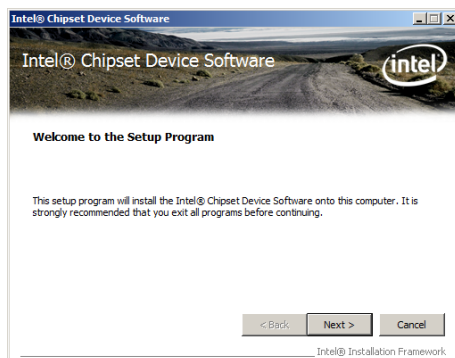 Intel® Chipset Device Software
Intel® Chipset Device Software
intel
Welcome to the Setup Program
This setup program will install the Intel® Chipset Device Software onto this computer. It is
strongly recommended that you exit all programs before continuing.
< Back Next > Cancel
Intel® Installation Framework